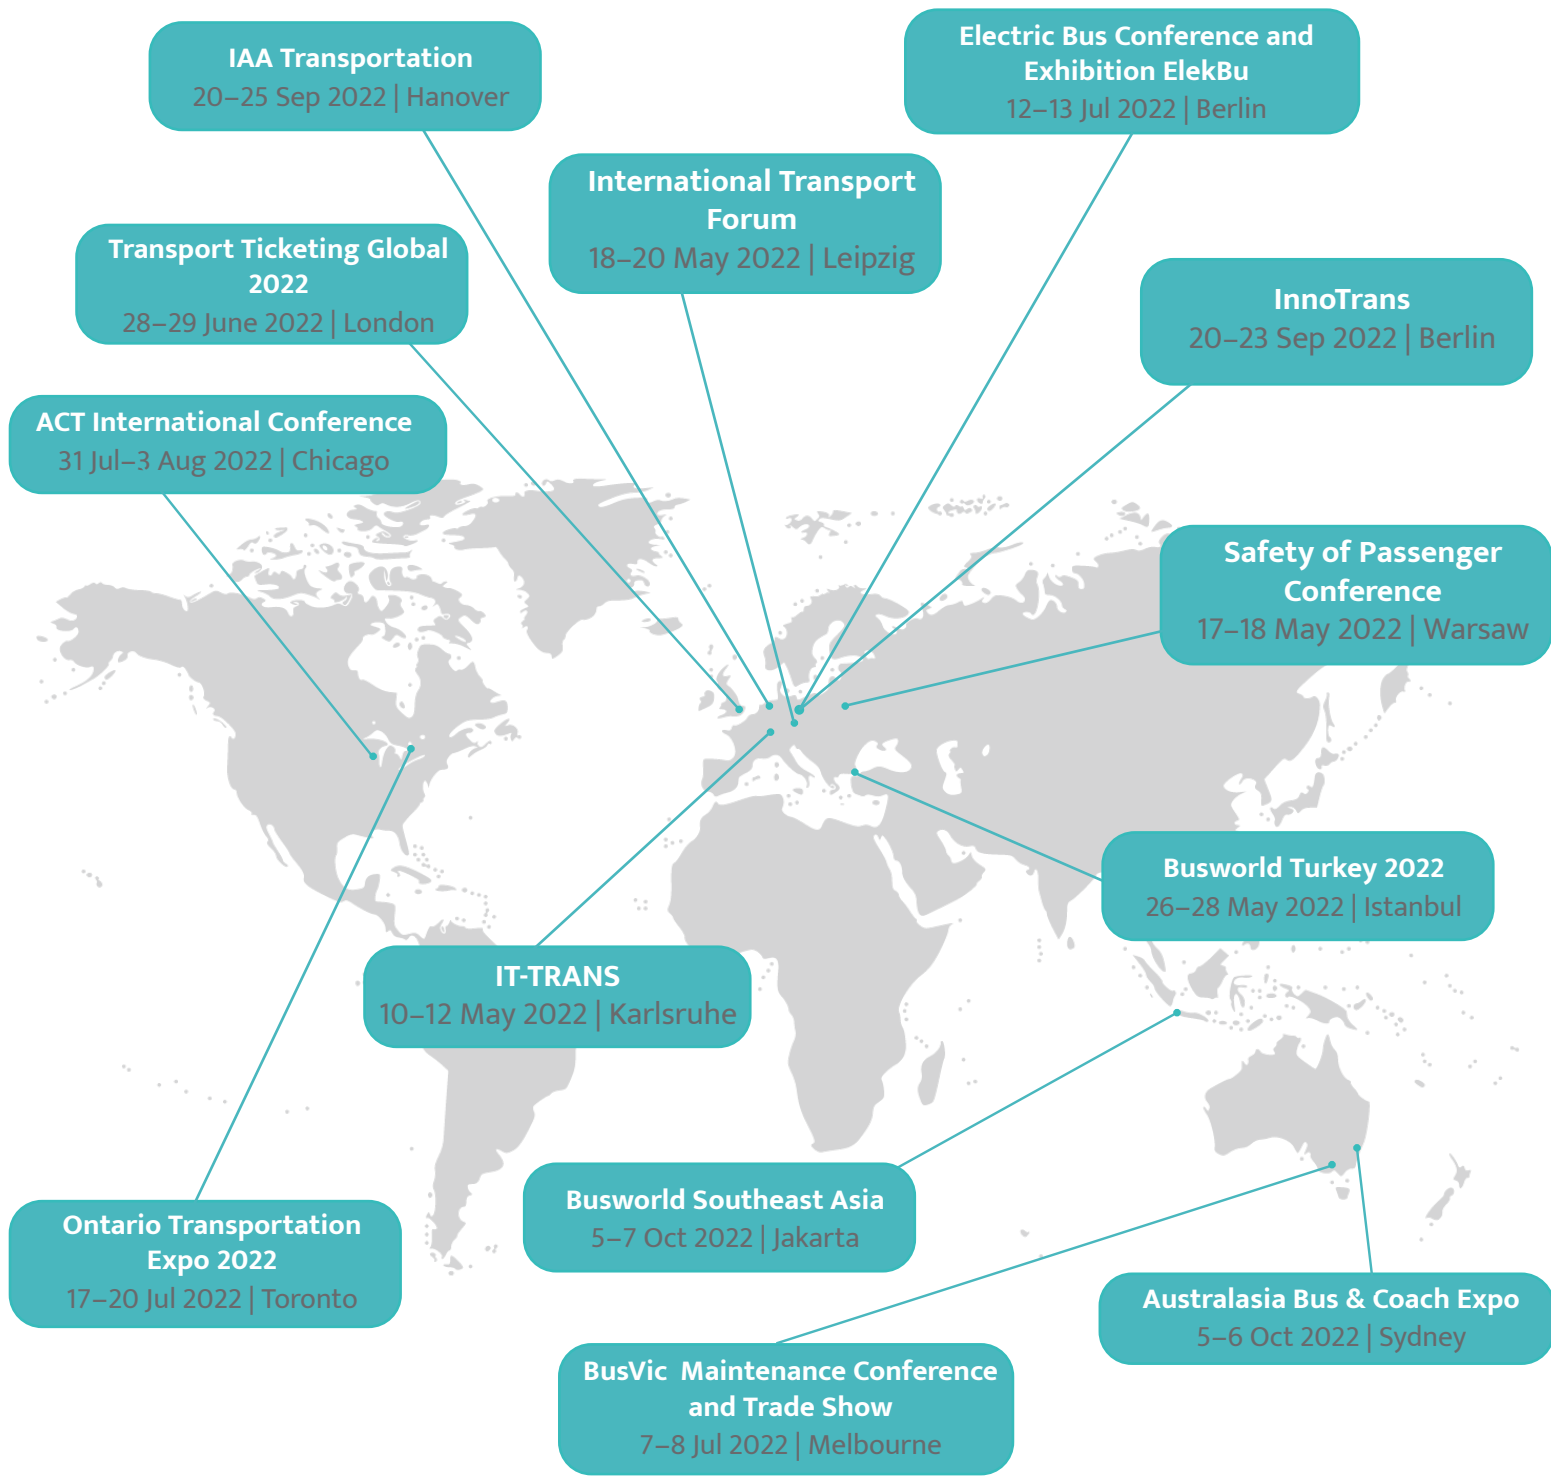 IAA Transportation
20–25 Sep 2022 | Hanover
Electric Bus Conference and
Exhibition ElekBu
12–13 Jul 2022 | Berlin
International Transport
Forum
18–20 May 2022 | Leipzig
Transport Ticketing Global
2022
28–29 June 2022 | London
InnoTrans
20–23 Sep 2022 | Berlin
ACT International Conference
31 Jul–3 Aug 2022 | Chicago
Safety of Passenger
Conference
17–18 May 2022 | Warsaw
Busworld Turkey 2022
26–28 May 2022 | Istanbul
IT-TRANS
10–12 May 2022 | Karlsruhe
Busworld Southeast Asia
5–7 Oct 2022 | Jakarta
Ontario Transportation
Expo 2022
17–20 Jul 2022 | Toronto
Australasia Bus & Coach Expo
5–6 Oct 2022 | Sydney
BusVic Maintenance Conference
and Trade Show
7–8 Jul 2022 | Melbourne